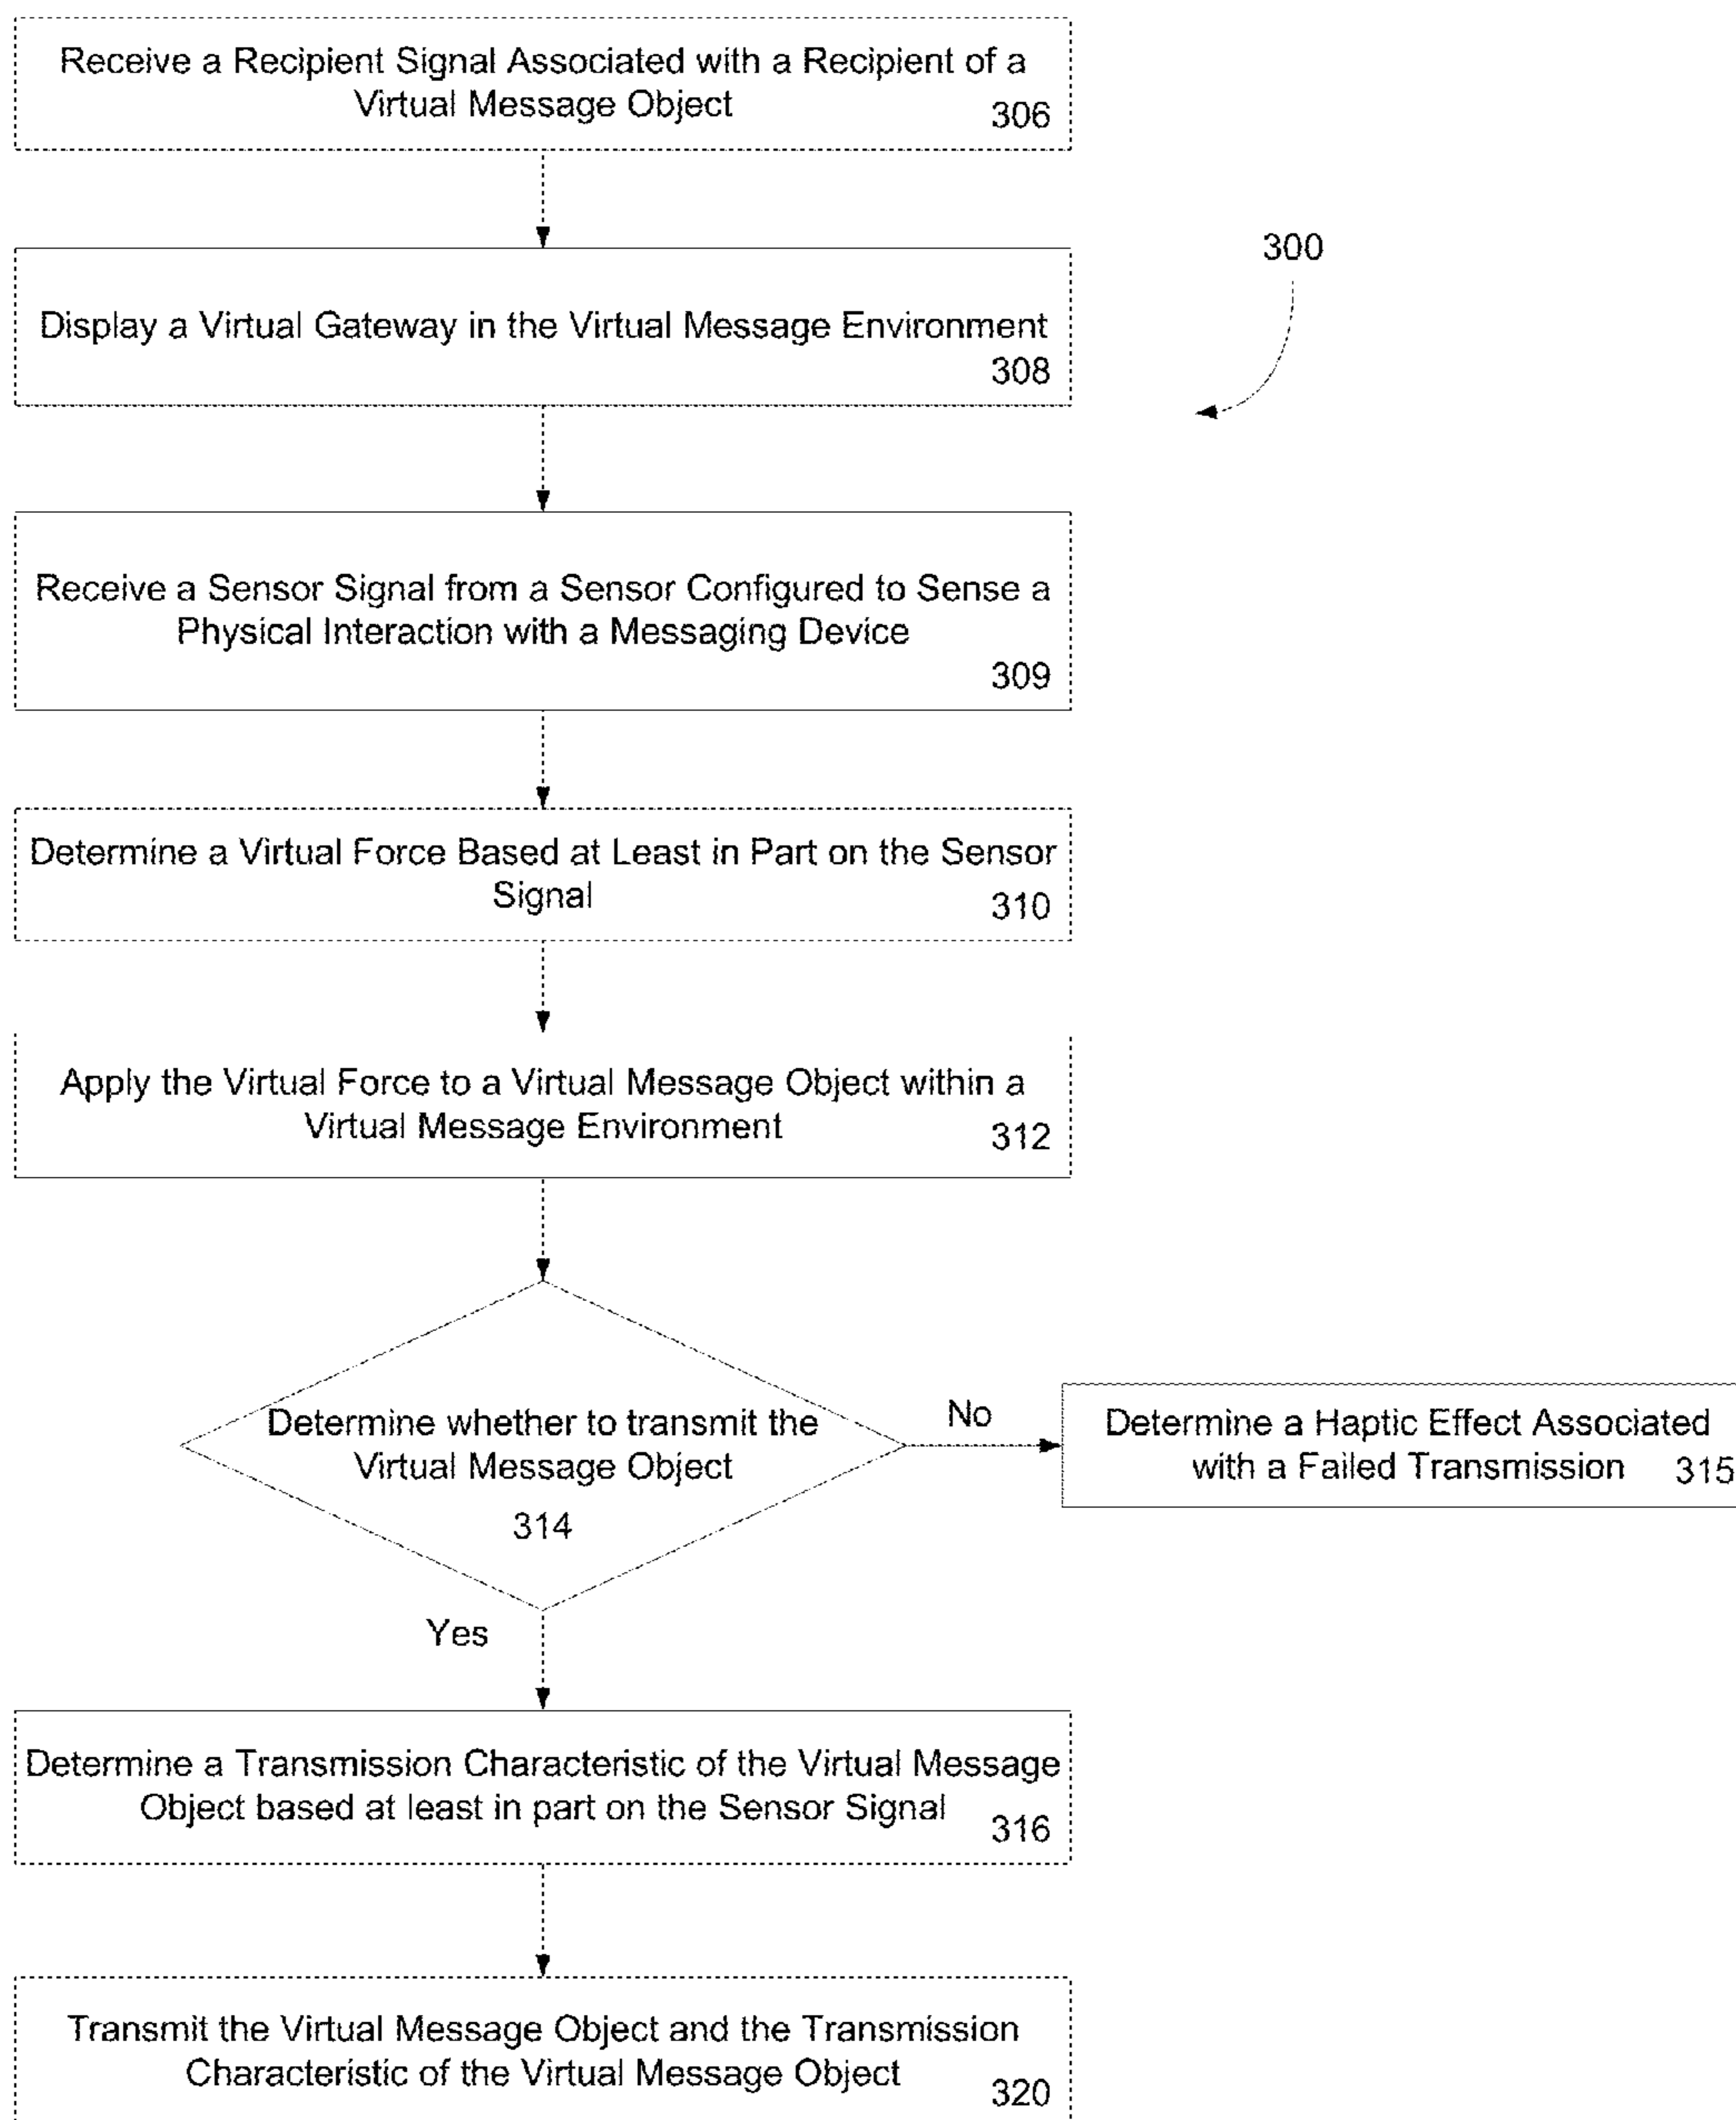 Receive a Recipient Signal Associated with a Recipient of a
Virtual Message Object
306
Display a Virtual Gateway in the Virtual Message Environment
308
300
Receive a Sensor Signal from a Sensor Configured to Sense a
Physical Interaction with a Messaging Device
309
Determine a Virtual Force Based at Least in Part on the Sensor
Signal
310
Apply the Virtual Force to a Virtual Message Object within a
Virtual Message Environment
312
Determine whether to transmit the
Virtual Message Object
314
No
Determine a Haptic Effect Associated
with a Failed Transmission
315
Yes
Determine a Transmission Characteristic of the Virtual Message
Object based at least in part on the Sensor Signal
316
Transmit the Virtual Message Object and the Transmission
Characteristic of the Virtual Message Object
320